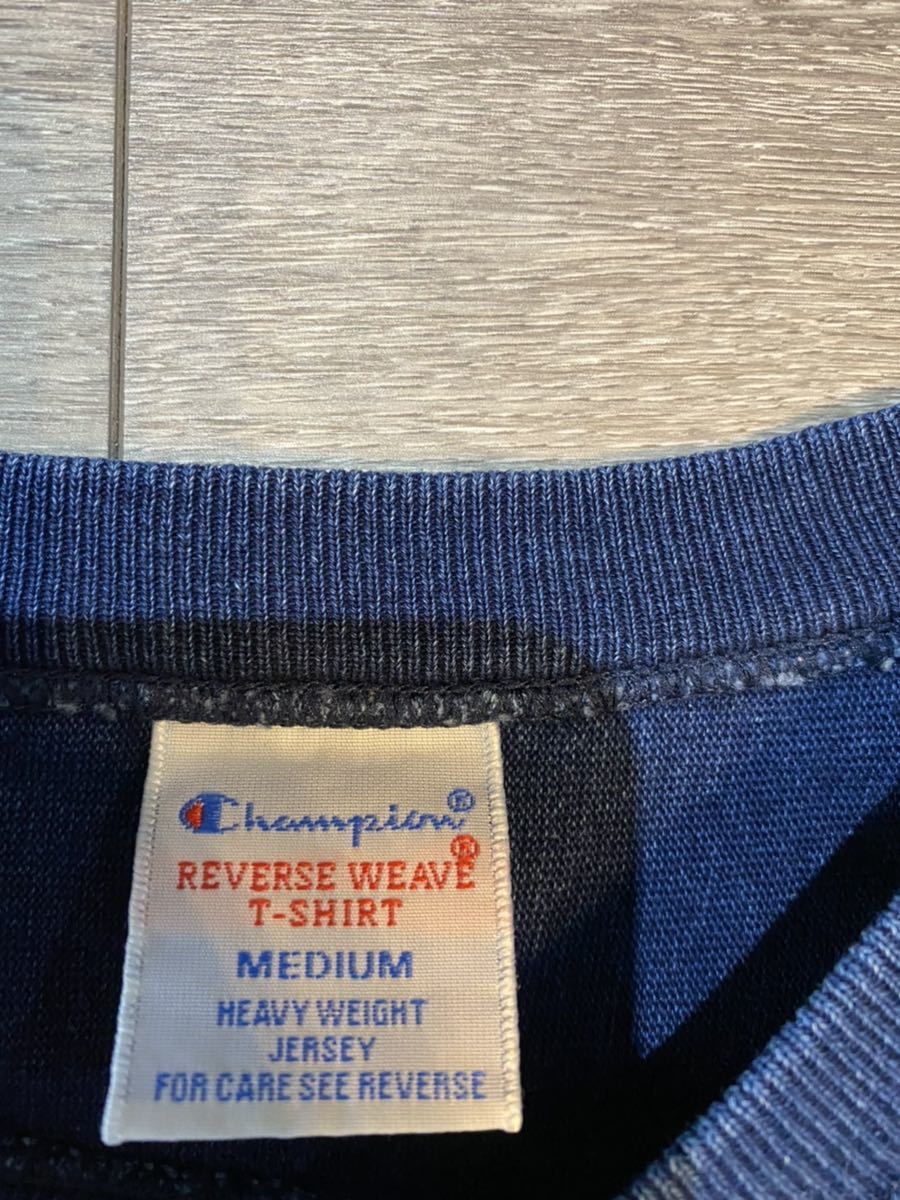 Champion®
REVERSE WEAVE®
T-SHIRT
MEDIUM
HEAVY WEIGHT
JERSEY
FOR CARE SEE REVERSE